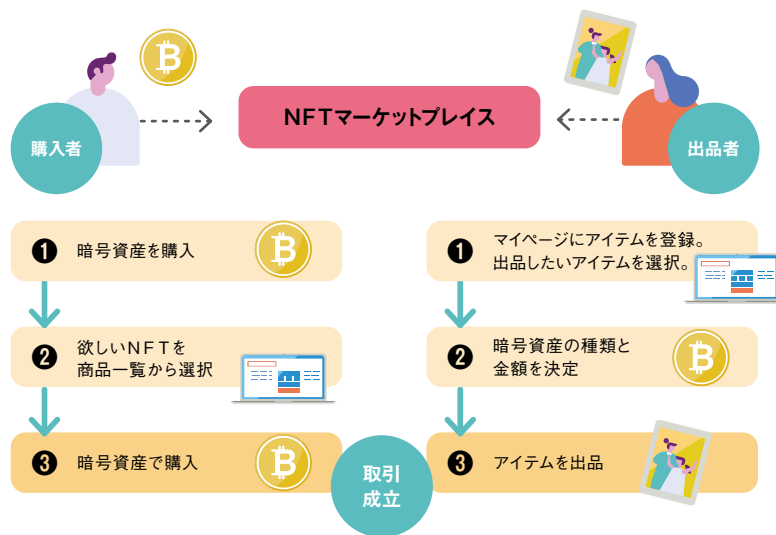 NFTマーケットプレイス
購入者
出品者
❶ 暗号資産を購入
❷ 欲しいNFTを
商品一覧から選択
❸ 暗号資産で購入
❶ マイページにアイテムを登録。
出品したいアイテムを選択。
❷ 暗号資産の種類と
金額を決定
❸ アイテムを出品
取引
成立